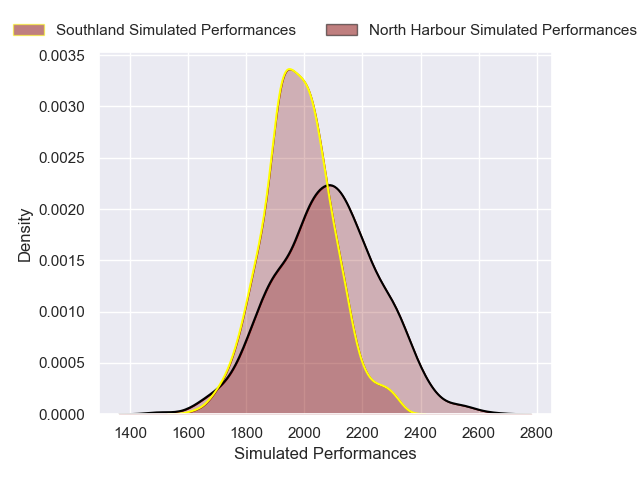 Southland Simulated Performances
North Harbour Simulated Performances
0.0035
0.0030
0.0025
0.0020
0.0015
0.0010
0.0005
0.0000
Density
1400 1600 1800 2000 2200 2400 2600 2800
Simulated Performances